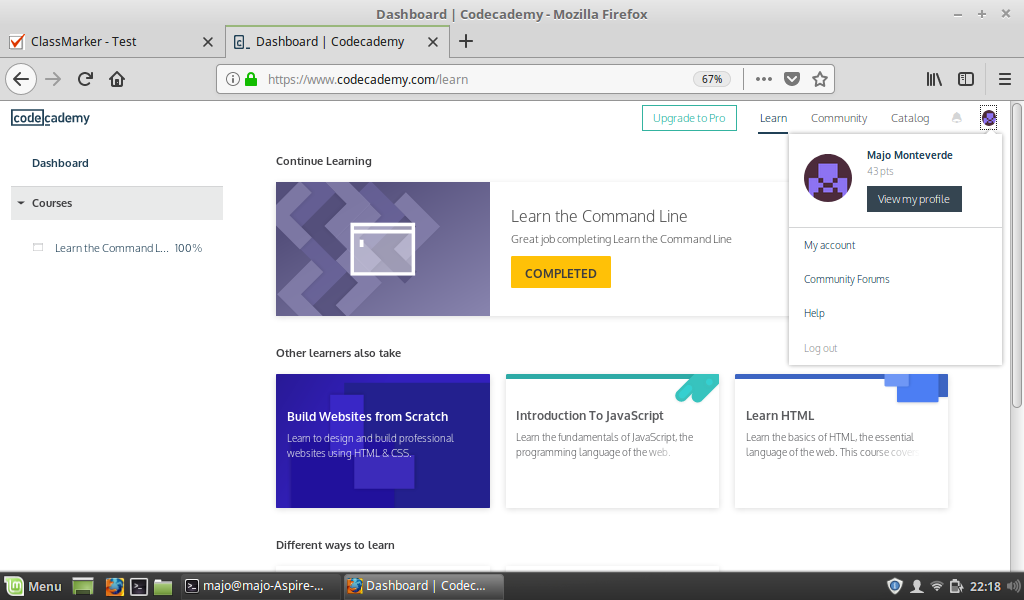 Dashboard | Codecademy - Mozilla Firefox
ClassMarker - Test
Dashboard | Codecademy
https://www.codecademy.com/learn
67%
codecademy
Upgrade to Pro
Learn
Community
Catalog
Majo Monteverde
43 pts
View my profile
My account
Community Forums
Help
Log out
Dashboard
Courses
Learn the Command L... 100%
Continue Learning
Learn the Command Line
Great job completing Learn the Command Line
COMPLETED
Other learners also take
Build Websites from Scratch
Learn to design and build professional
websites using HTML & CSS.
Introduction To JavaScript
Learn the fundamentals of JavaScript, the
programming language of the web.
Learn HTML
Learn the basics of HTML, the essential
language of the web. This course cover
Different ways to learn
Menu
majo@majo-Aspire-...
Dashboard | Codec...
22:18